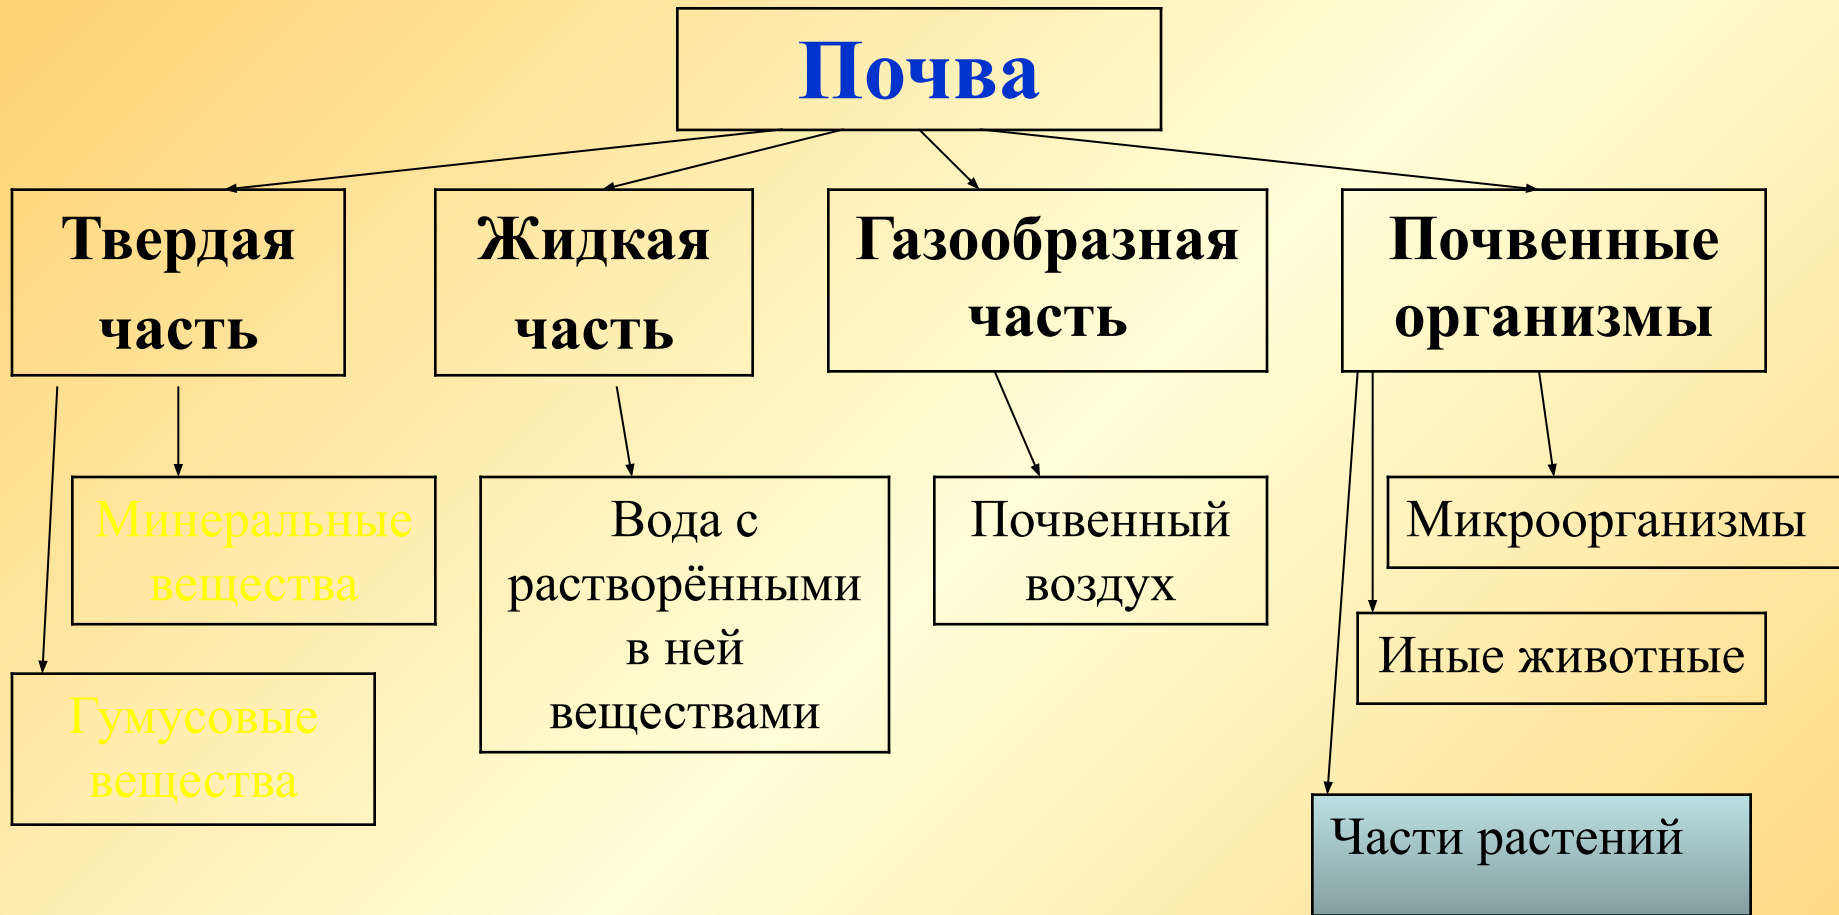 Почва
Твердая
часть
Жидкая
часть
Газообразная
часть
Почвенные
организмы
Минеральные
вещества
Гумусовые
вещества
Вода с
растворёнными
в ней
веществами
Почвенный
воздух
Микроорганизмы
Иные животные
Части растений